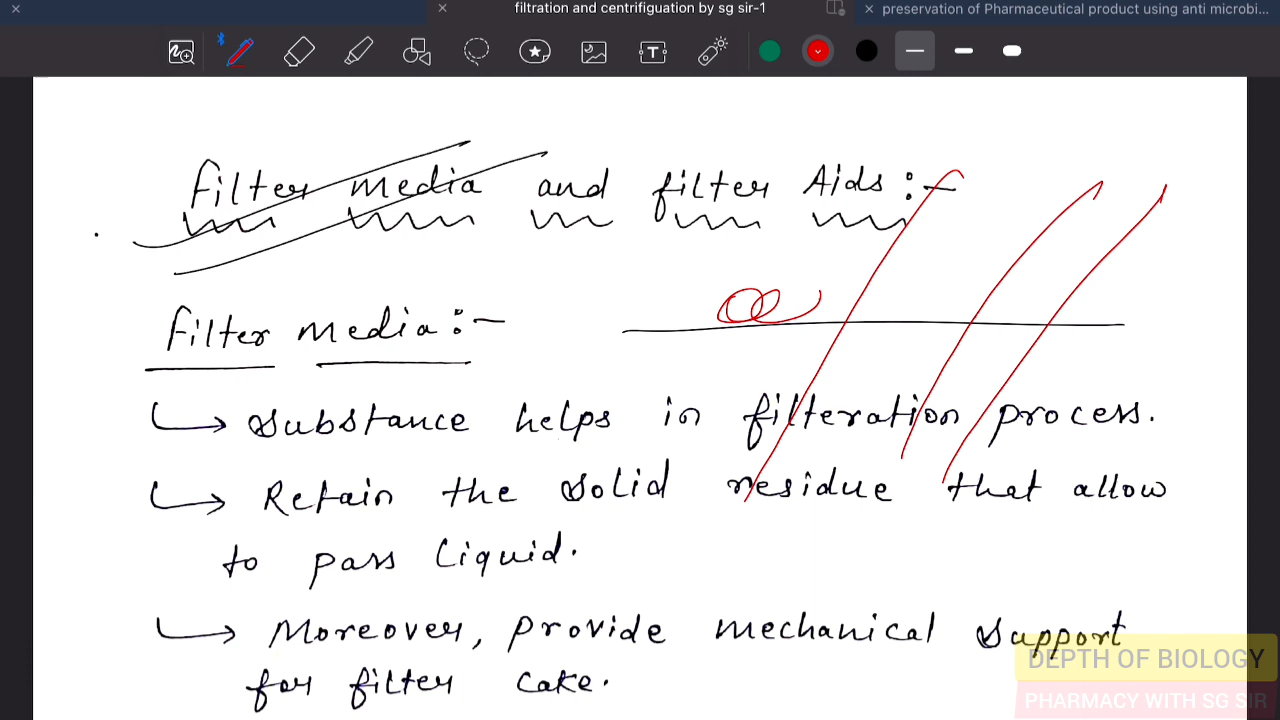 filtration and centrifiguation by sg sir-1
preservation of Pharmaceutical product using anti microbi...
Filter media and filter Aids :-
Filter media :-
Substance helps in filteration process.
Retain the solid residue that allow
to pass liquid.
Moreover, provide mechanical support
for filter cake.
DEPTH OF BIOLOGY
PHARMACY WITH SG SIR